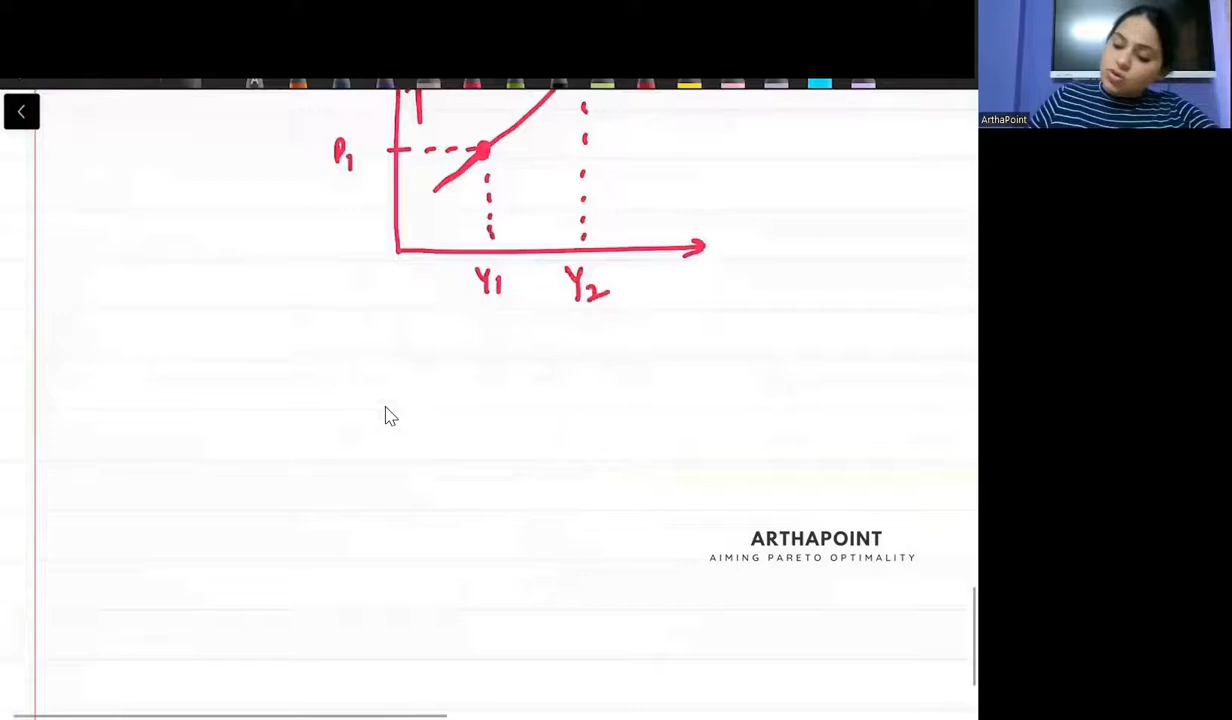 ArthaPoint
P1
Y1 Y2
ARTHAPOINT
AIMING PARETO OPTIMALITY